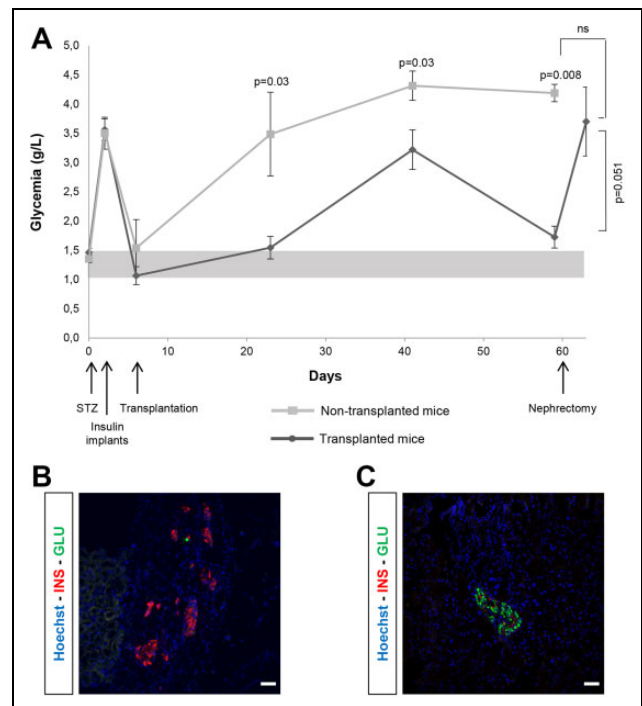 A
5,0
4,5
4,0
3,5
3,0
2,5
2,0
1,5
1,0
0,5
0,0
Glycemia (g/L)
p=0.03
p=0.03
p=0.008
ns
p=0.051
0 10 20 30 40 50 60
Days
STZ
Insulin
implants
Transplantation
Nephrectomy
Non-transplanted mice
Transplanted mice
B
Hoechst - INS - GLU
C
Hoechst - INS - GLU